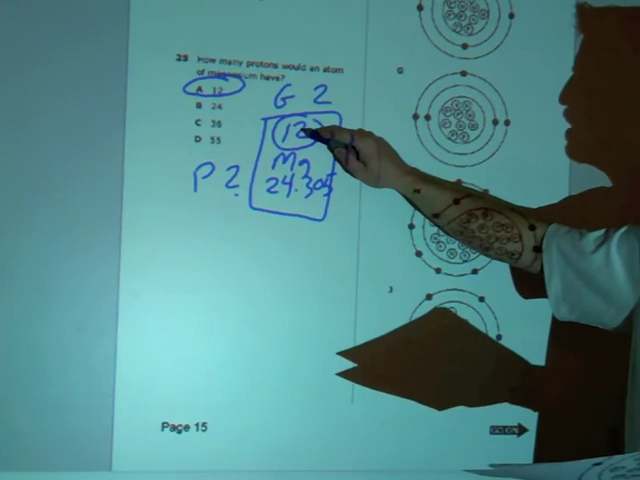 25 How many protons would an atom
of magnesium have?
A 12
B 24
C 36
D 55
G 2
12
Mg
24.305
P 2
G
J
Page 15